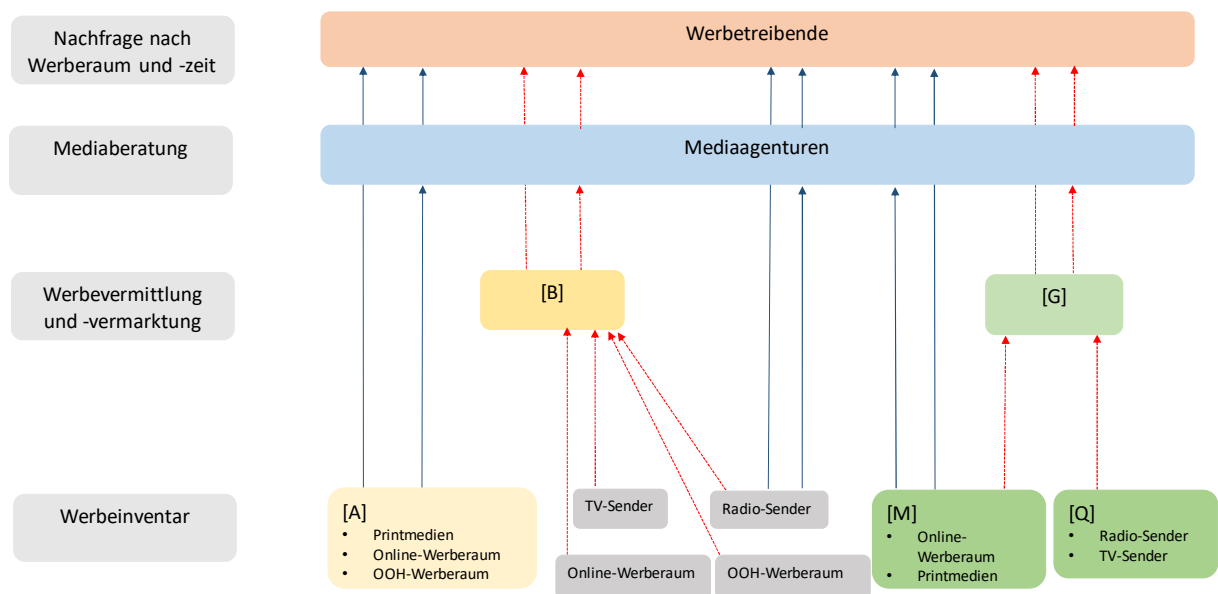 Nachfrage nach
Werberaum und -zeit
Werbetreibende
Mediaberatung
Mediaagenturen
Werbevermittlung
und -vermarktung
[B]
[G]
Werbeinventar
[A]
• Printmedien
• Online-Werberaum
• OOH-Werberaum
TV-Sender
Radio-Sender
Online-Werberaum
OOH-Werberaum
[M]
• Online-
Werberaum
• Printmedien
[Q]
• Radio-Sender
• TV-Sender